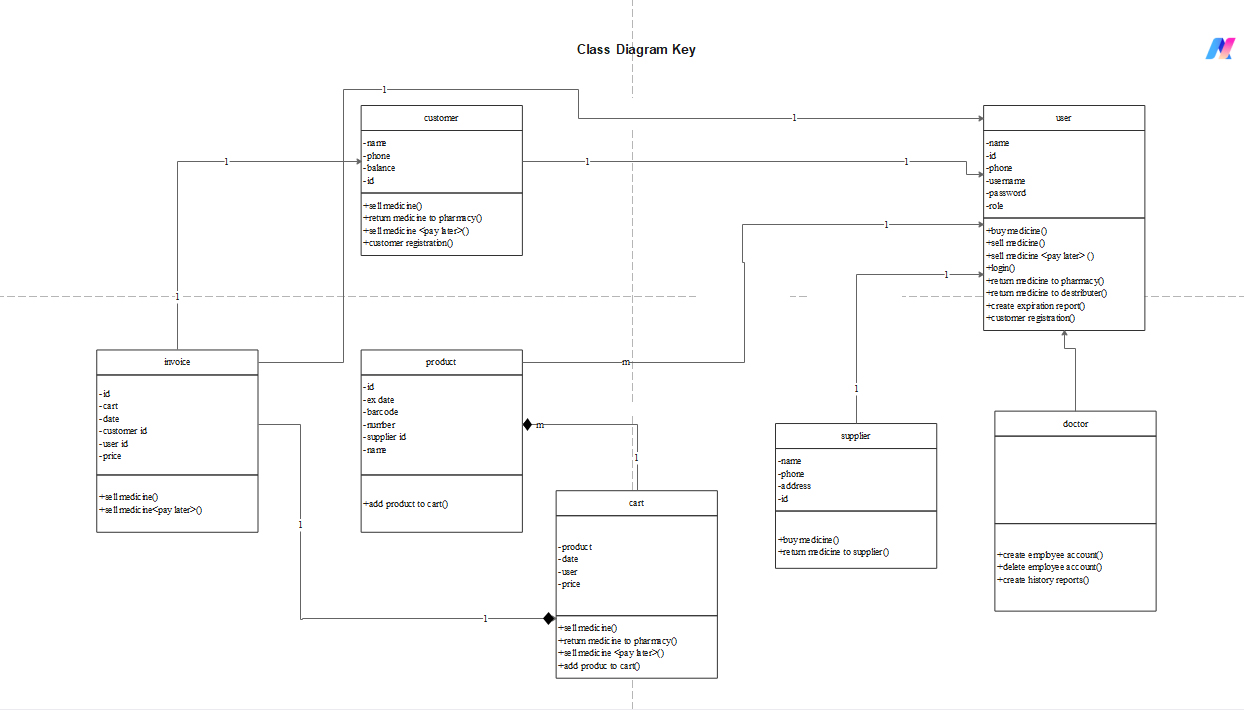 Class Diagram Key
1
customer
-name
-phone
-balance
-id
+sell medicine()
+return medicine to pharmacy()
+sell medicine <pay later>()
+customer registration()
1
user
-name
-id
-phone
-username
-password
-role
+buy medicine()
+sell medicine()
+sell medicine <pay later> ()
+login()
+return medicine to pharmacy()
+return medicine to destributer()
+create expiration report()
+customer registration()
1
1
1
1
1
1
invoice
-id
-cart
-date
-customer id
-user id
-price
+sell medicine()
+sell medicine<pay later>()
product
-id
-ex date
-barcode
-number
-supplier id
-name
+add product to cart()
m
m
1
1
supplier
-name
-phone
-address
-id
+buy medicine()
+return medicine to supplier()
doctor
+create employee account()
+delete employee account()
+create history reports()
cart
-product
-date
-user
-price
+sell medicine()
+return medicine to pharmacy()
+sell medicine <pay later>()
+add produc to cart()
1
1